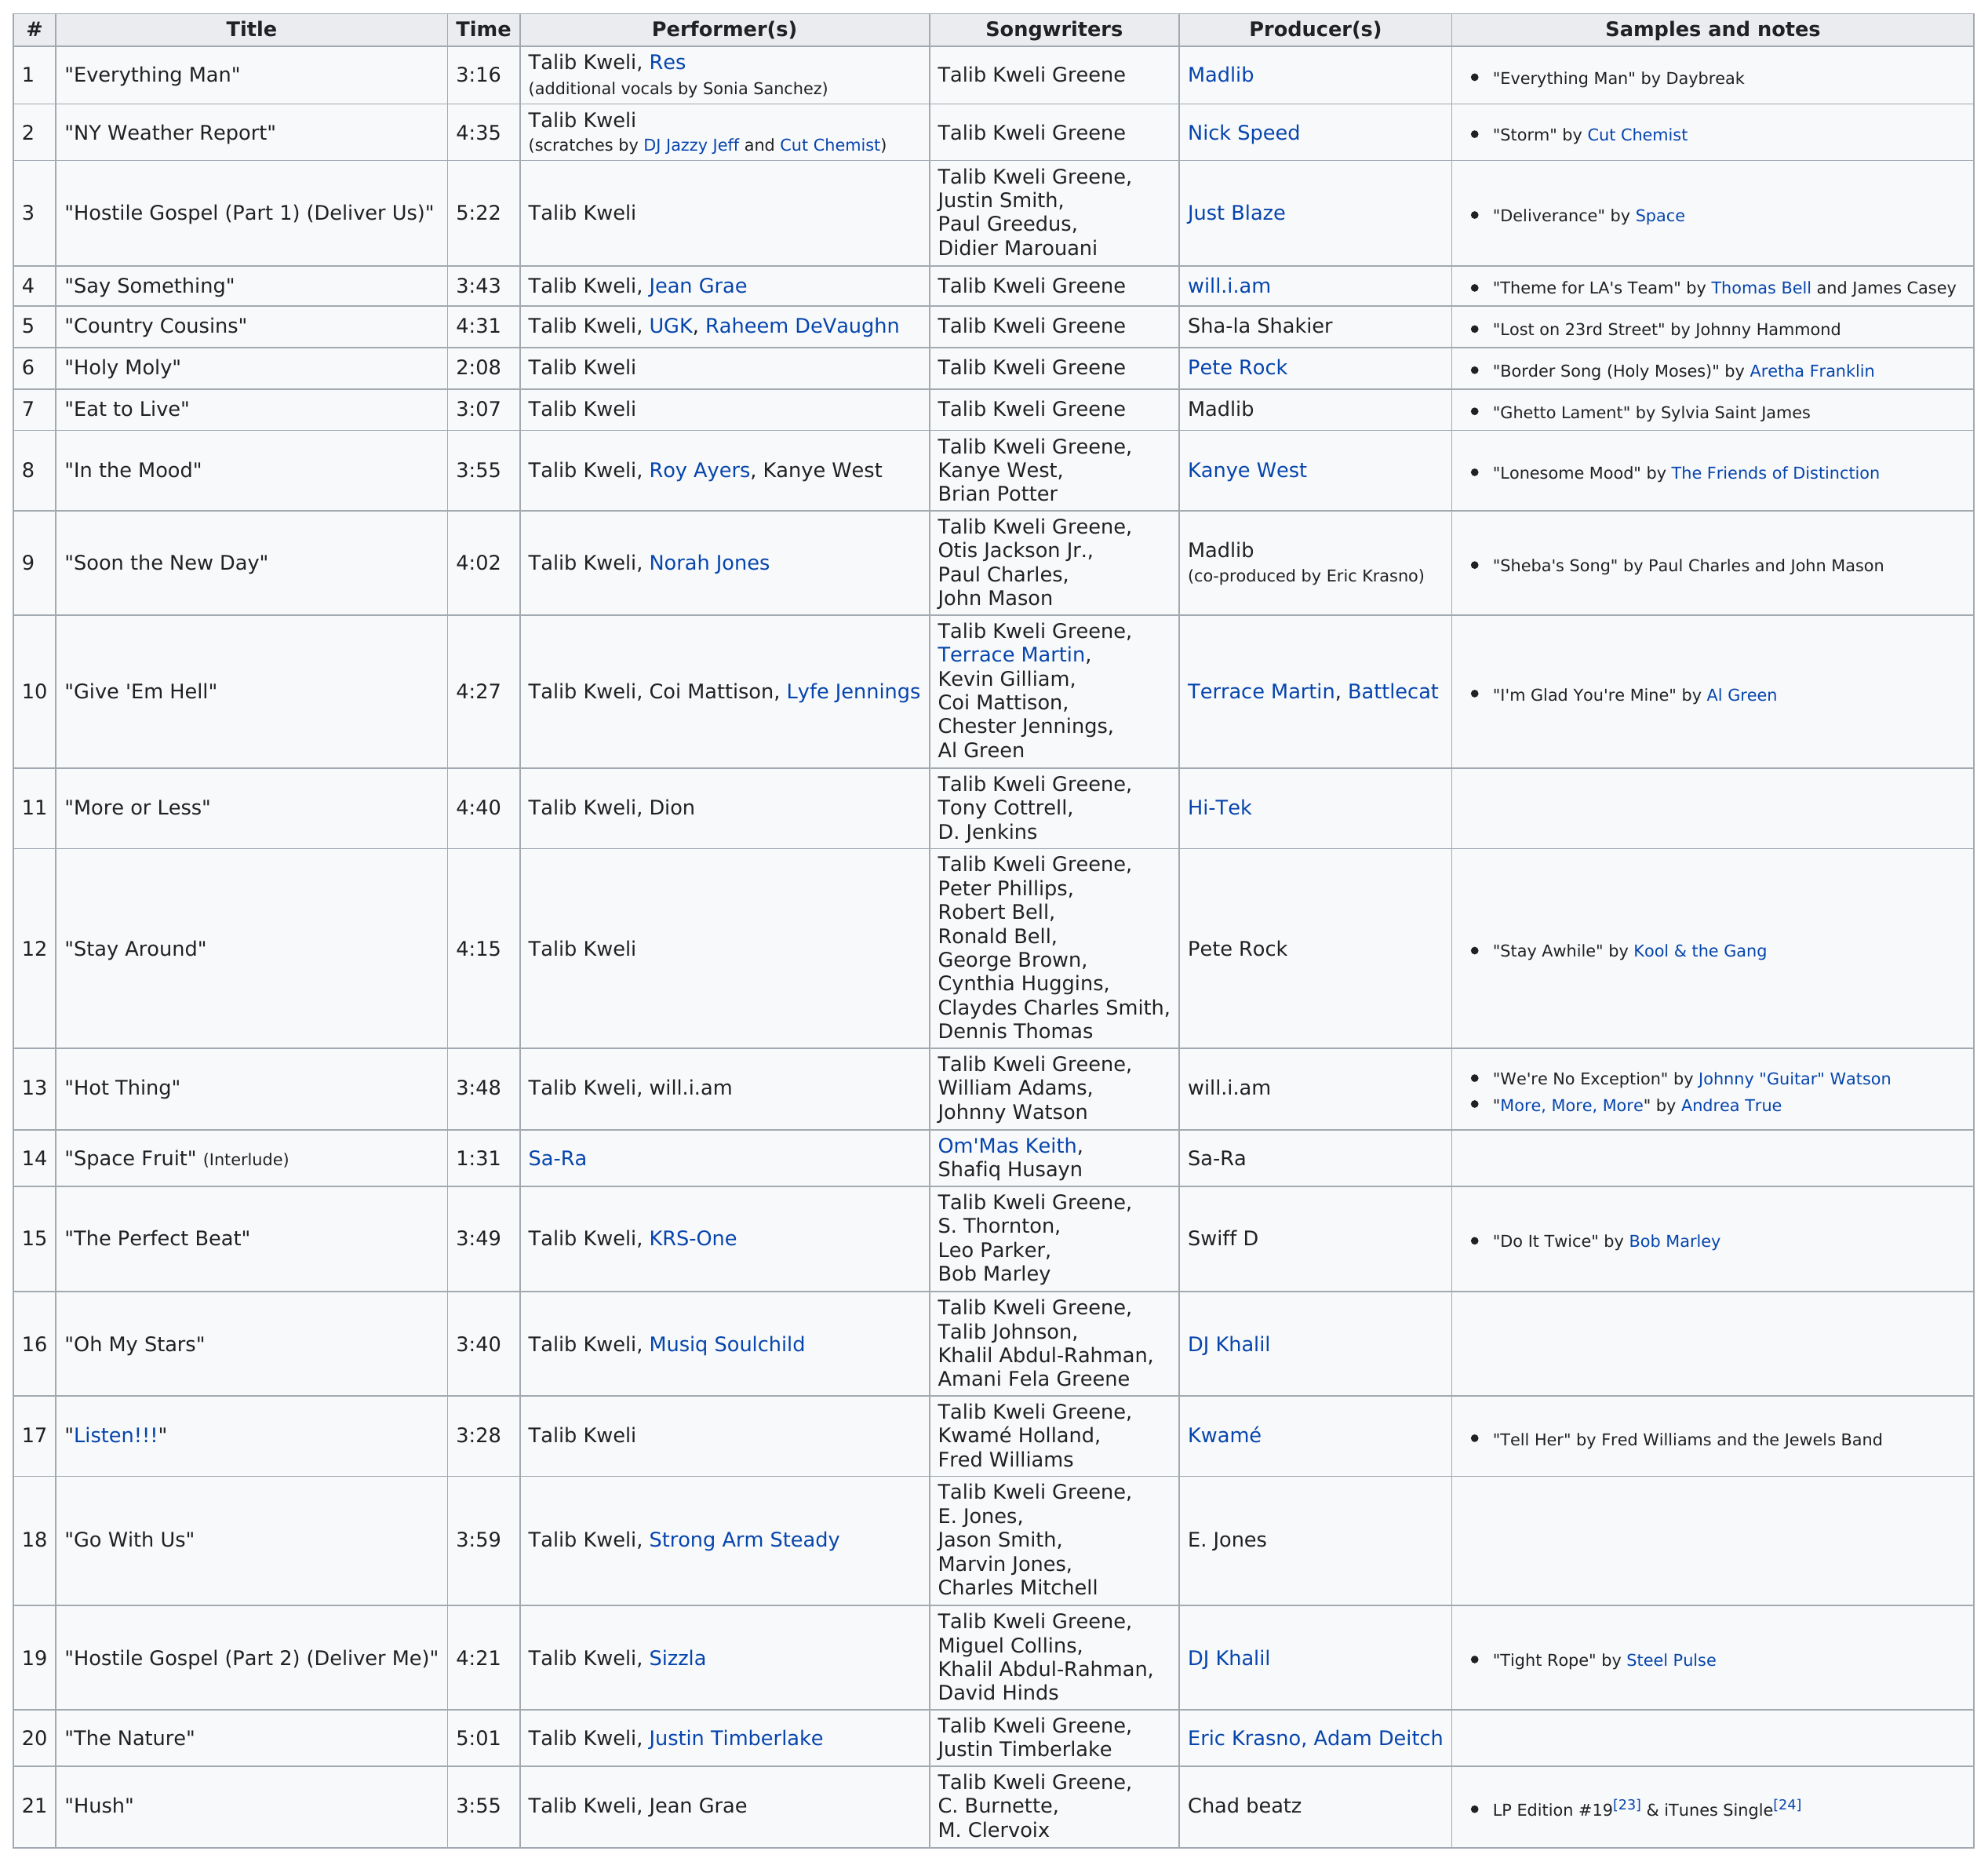 # Title Time Performer(s) Songwriters Producer(s) Samples and notes
1 "Everything Man" 3:16 Talib Kweli, Res
(additional vocals by Sonia Sanchez) Talib Kweli Greene Madlib • "Everything Man" by Daybreak
2 "NY Weather Report" 4:35 Talib Kweli
(scratches by DJ Jazzy Jeff and Cut Chemist) Talib Kweli Greene Nick Speed • "Storm" by Cut Chemist
3 "Hostile Gospel (Part 1) (Deliver Us)" 5:22 Talib Kweli Talib Kweli Greene,
Justin Smith,
Paul Greedus,
Didier Marouani Just Blaze • "Deliverance" by Space
4 "Say Something" 3:43 Talib Kweli, Jean Grae Talib Kweli Greene will.i.am • "Theme for LA's Team" by Thomas Bell and James Casey
5 "Country Cousins" 4:31 Talib Kweli, UGK, Raheem DeVaughn Talib Kweli Greene Sha-la Shakier • "Lost on 23rd Street" by Johnny Hammond
6 "Holy Moly" 2:08 Talib Kweli Talib Kweli Greene Pete Rock • "Border Song (Holy Moses)" by Aretha Franklin
7 "Eat to Live" 3:07 Talib Kweli Talib Kweli Greene Madlib • "Ghetto Lament" by Sylvia Saint James
8 "In the Mood" 3:55 Talib Kweli, Roy Ayers, Kanye West Talib Kweli Greene,
Kanye West,
Brian Potter Kanye West • "Lonesome Mood" by The Friends of Distinction
9 "Soon the New Day" 4:02 Talib Kweli, Norah Jones Talib Kweli Greene,
Otis Jackson Jr.,
Paul Charles,
John Mason Madlib
(co-produced by Eric Krasno) • "Sheba's Song" by Paul Charles and John Mason
10 "Give 'Em Hell" 4:27 Talib Kweli, Coi Mattison, Lyfe Jennings Talib Kweli Greene,
Terrace Martin,
Kevin Gilliam,
Coi Mattison,
Chester Jennings,
Al Green Terrace Martin, Battlecat • "I'm Glad You're Mine" by Al Green
11 "More or Less" 4:40 Talib Kweli, Dion Talib Kweli Greene,
Tony Cottrell,
D. Jenkins Hi-Tek
12 "Stay Around" 4:15 Talib Kweli Talib Kweli Greene,
Peter Phillips,
Robert Bell,
Ronald Bell,
George Brown,
Cynthia Huggins,
Claydes Charles Smith,
Dennis Thomas Pete Rock • "Stay Awhile" by Kool & the Gang
13 "Hot Thing" 3:48 Talib Kweli, will.i.am Talib Kweli Greene,
William Adams,
Johnny Watson will.i.am • "We're No Exception" by Johnny "Guitar" Watson
• "More, More, More" by Andrea True
14 "Space Fruit" (Interlude) 1:31 Sa-Ra Om'Mas Keith,
Shafiq Husayn Sa-Ra
15 "The Perfect Beat" 3:49 Talib Kweli, KRS-One Talib Kweli Greene,
S. Thornton,
Leo Parker,
Bob Marley Swiff D • "Do It Twice" by Bob Marley
16 "Oh My Stars" 3:40 Talib Kweli, Musiq Soulchild Talib Kweli Greene,
Talib Johnson,
Khalil Abdul-Rahman,
Amani Fela Greene DJ Khalil
17 "Listen!!!" 3:28 Talib Kweli Talib Kweli Greene,
Kwamé Holland,
Fred Williams Kwamé • "Tell Her" by Fred Williams and the Jewels Band
18 "Go With Us" 3:59 Talib Kweli, Strong Arm Steady Talib Kweli Greene,
E. Jones,
Jason Smith,
Marvin Jones,
Charles Mitchell E. Jones
19 "Hostile Gospel (Part 2) (Deliver Me)" 4:21 Talib Kweli, Sizzla Talib Kweli Greene,
Miguel Collins,
Khalil Abdul-Rahman,
David Hinds DJ Khalil • "Tight Rope" by Steel Pulse
20 "The Nature" 5:01 Talib Kweli, Justin Timberlake Talib Kweli Greene,
Justin Timberlake Eric Krasno, Adam Deitch
21 "Hush" 3:55 Talib Kweli, Jean Grae Talib Kweli Greene,
C. Burnette,
M. Clervoix Chad beatz • LP Edition #19[23] & iTunes Single[24]